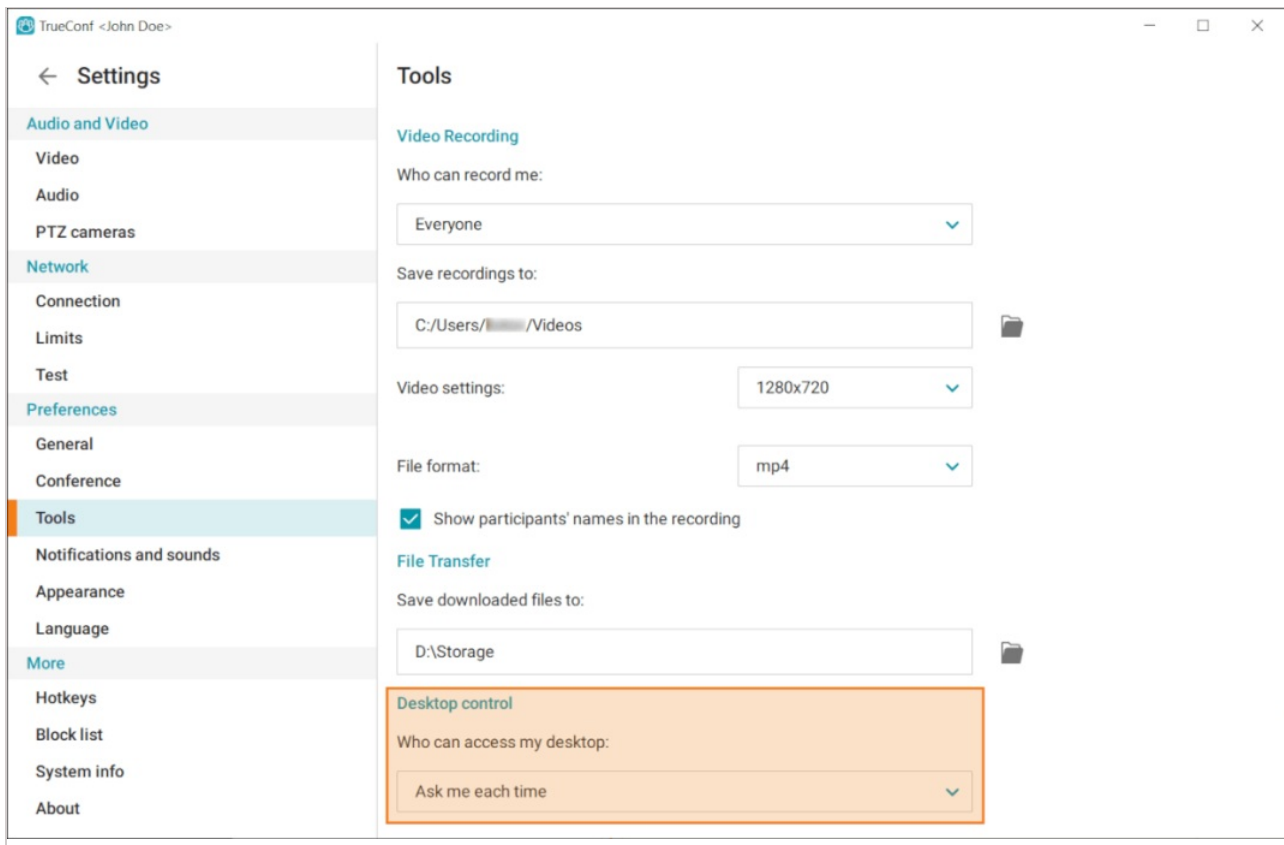 TrueConf <John Doe>
Settings
Audio and Video
Video
Audio
PTZ cameras
Network
Connection
Limits
Test
Preferences
General
Conference
Tools
Notifications and sounds
Appearance
Language
More
Hotkeys
Block list
System info
About
Tools
Video Recording
Who can record me:
Everyone
Save recordings to:
C:/Users/ /Videos
Video settings:
1280x720
File format:
mp4
Show participants' names in the recording
File Transfer
Save downloaded files to:
D:\Storage
Desktop control
Who can access my desktop:
Ask me each time